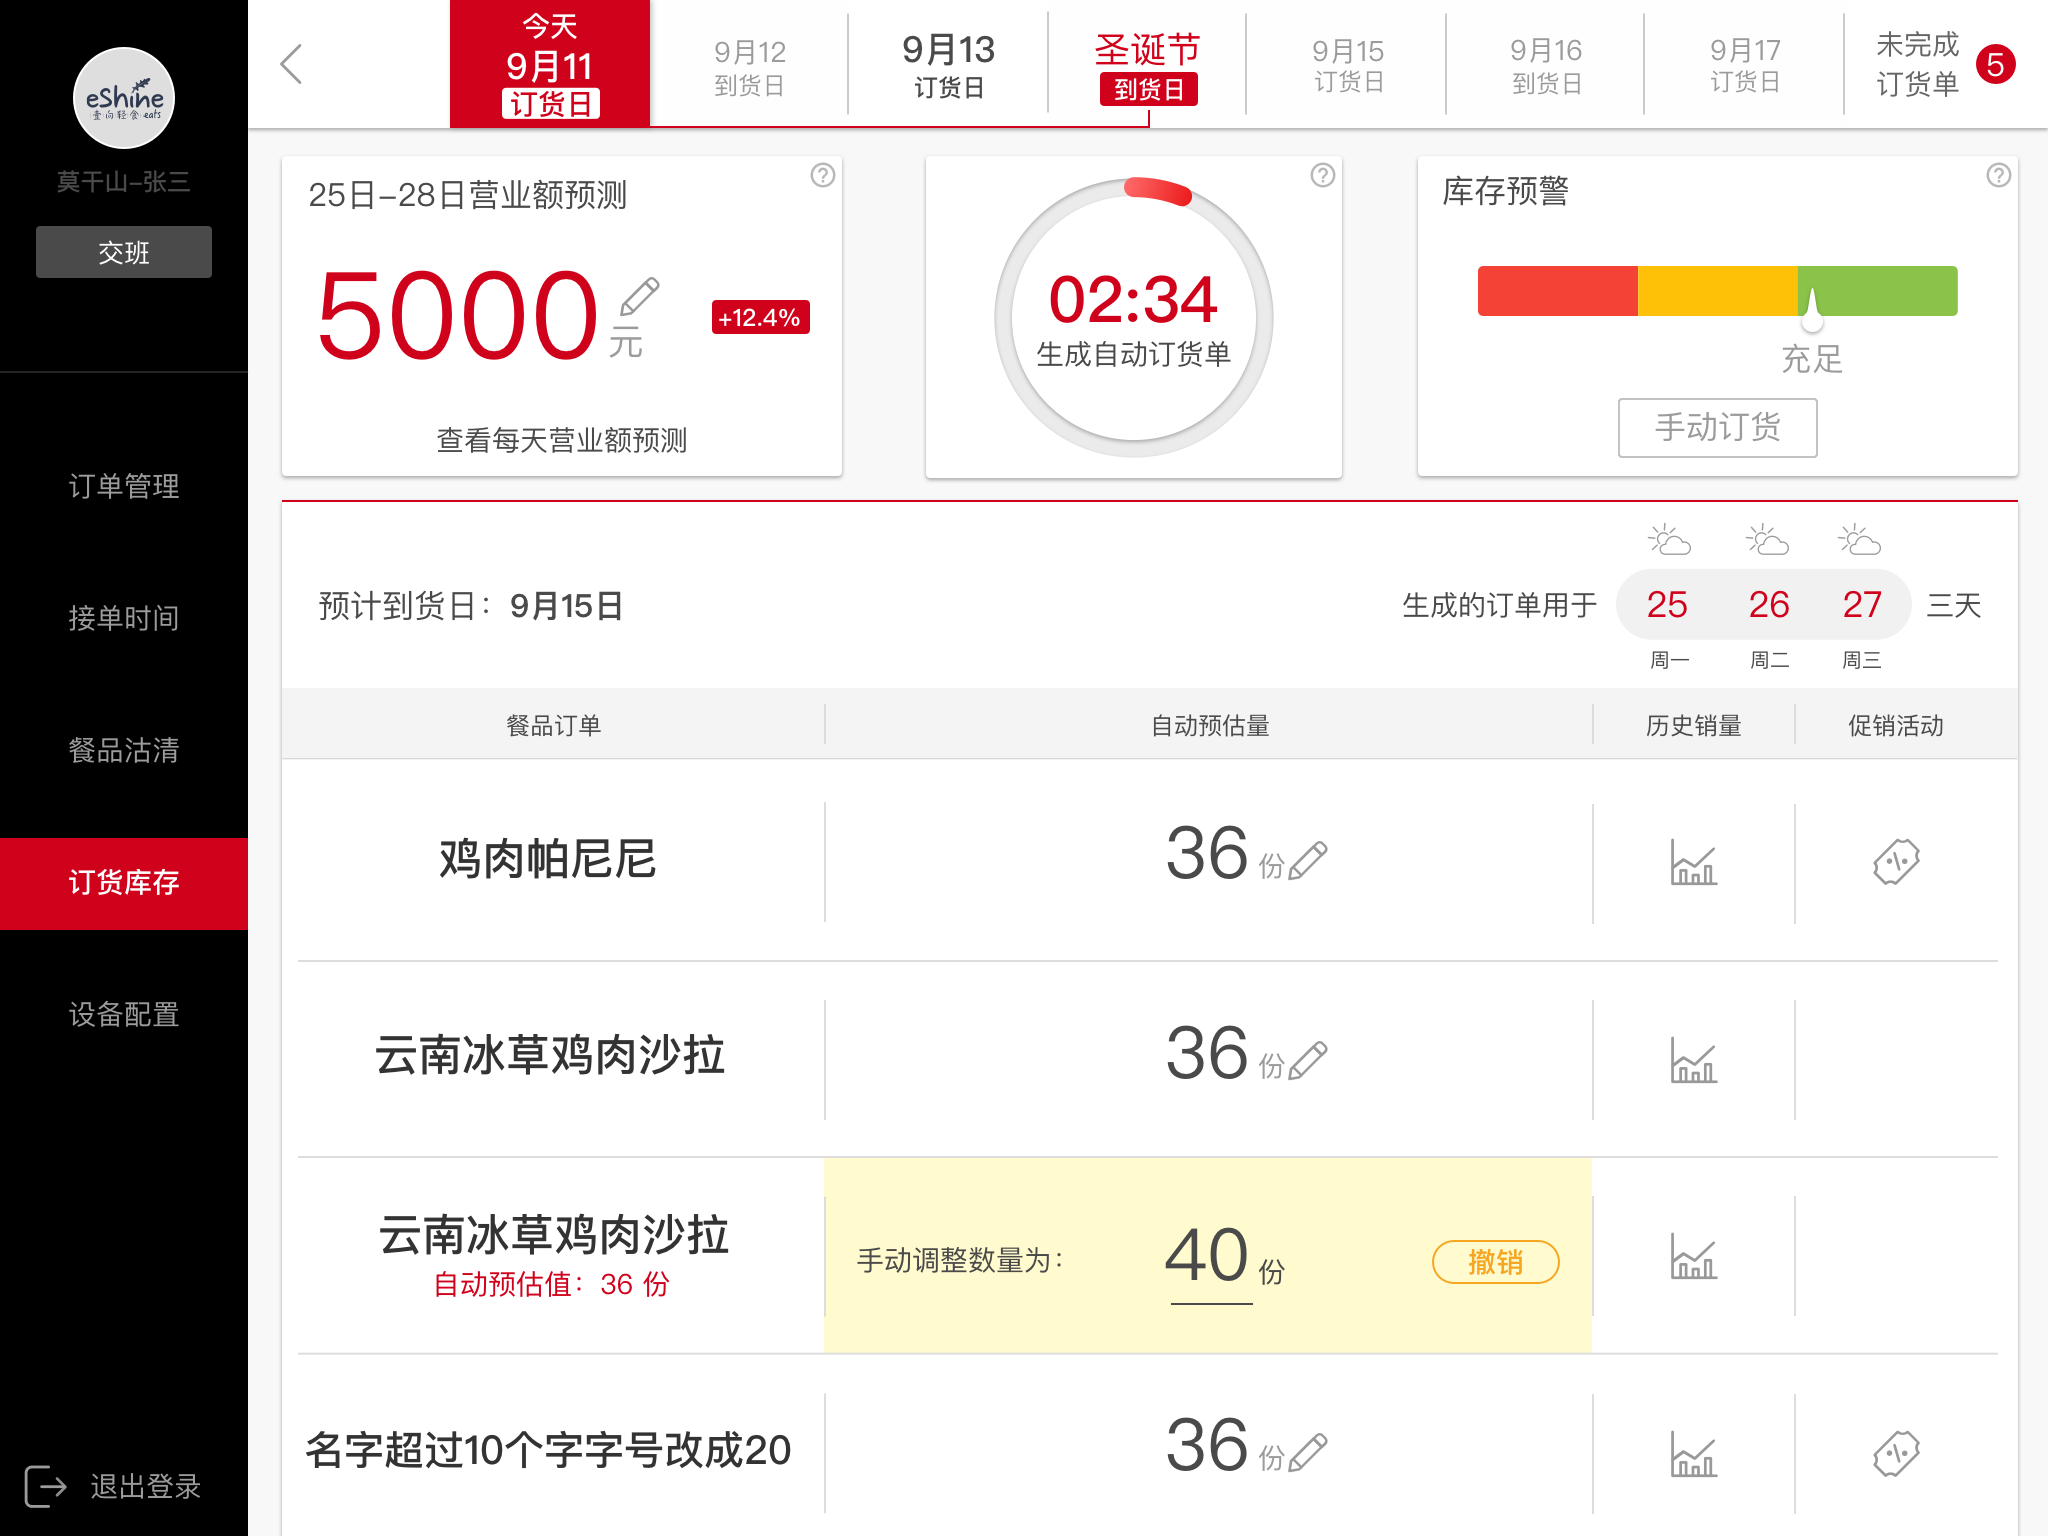 eShine
壹向轻食 eats
莫干山-张三
交班
订单管理
接单时间
餐品沽清
订货库存
设备配置
退出登录
今天
9月11
订货日
9月12
到货日
9月13
订货日
圣诞节
到货日
9月15
订货日
9月16
到货日
9月17
订货日
未完成
订货单
5
25日-28日营业额预测
5000
元
+12.4%
查看每天营业额预测
02:34
生成自动订货单
库存预警
充足
手动订货
预计到货日：9月15日
生成的订单用于
25 26 27
三天
周一 周二 周三
餐品订单 自动预估量 历史销量 促销活动
鸡肉帕尼尼
36 份
云南冰草鸡肉沙拉
36 份
云南冰草鸡肉沙拉
自动预估值：36 份
手动调整数量为：
40 份
撤销
名字超过10个字字号改成20
36 份